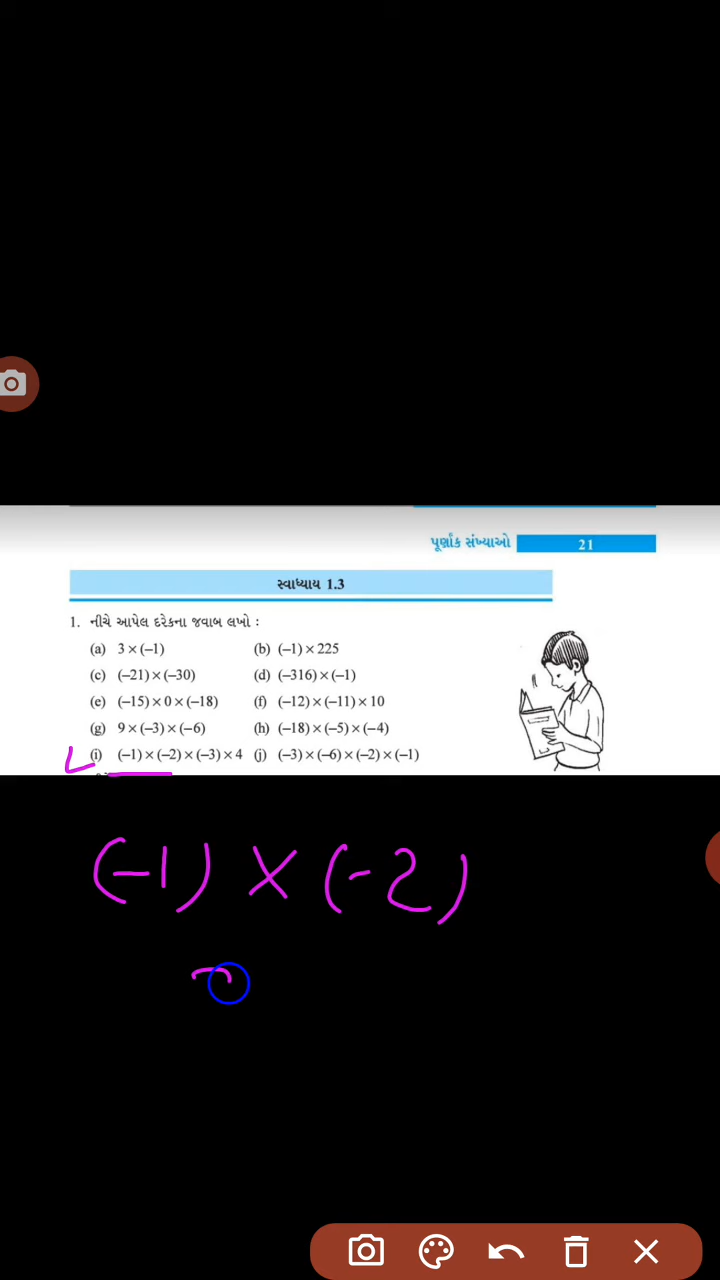 પૂર્ણાંક સંખ્યાઓ 21
સ્વાધ્યાય 1.3
1. નીચે આપેલ દરેકના જવાબ લખો :
(a) 3 × (–1) (b) (–1) × 225
(c) (–21) × (–30) (d) (–316) × (–1)
(e) (–15) × 0 × (–18) (f) (–12) × (–11) × 10
(g) 9 × (–3) × (–6) (h) (–18) × (–5) × (–4)
(i) (–1) × (–2) × (–3) × 4 (j) (–3) × (–6) × (–2) × (–1)
(-1) × (-2)